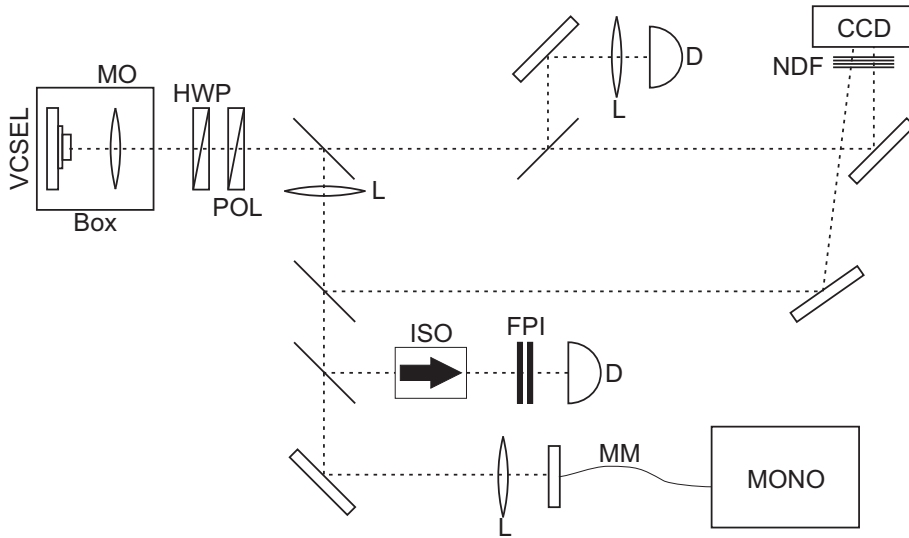 CCD
NDF
D
L
MO
HWP
VCSEL
POL
Box
L
ISO
FPI
D
MM
MONO
L